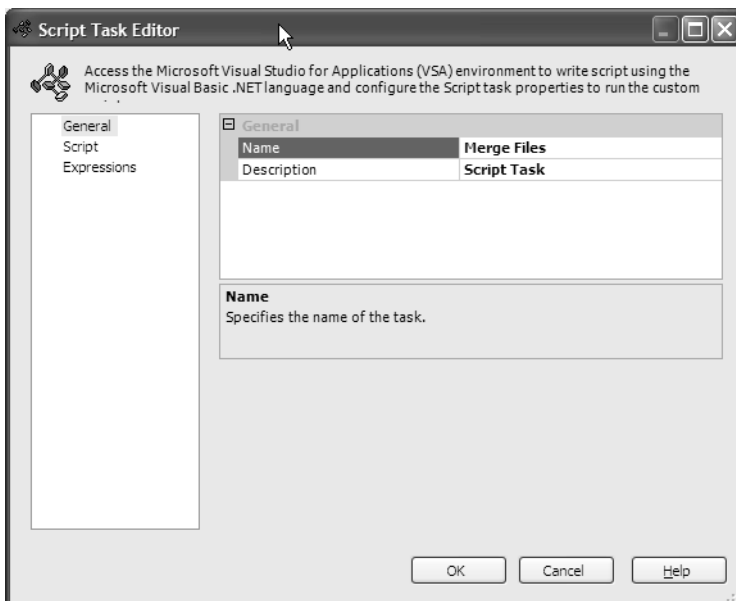 Script Task Editor
Access the Microsoft Visual Studio for Applications (VSA) environment to write script using the
Microsoft Visual Basic .NET language and configure the Script task properties to run the custom
General
Script
Expressions
General
Name Merge Files
Description Script Task
Name
Specifies the name of the task.
OK Cancel Help